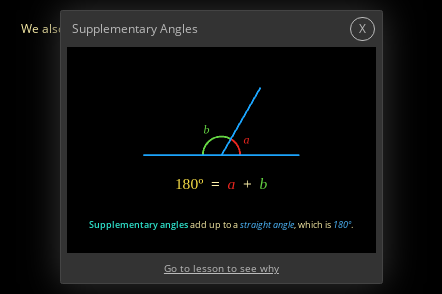 We also
Supplementary Angles
X
b
a
180º = a + b
Supplementary angles add up to a straight angle, which is 180º.
Go to lesson to see why